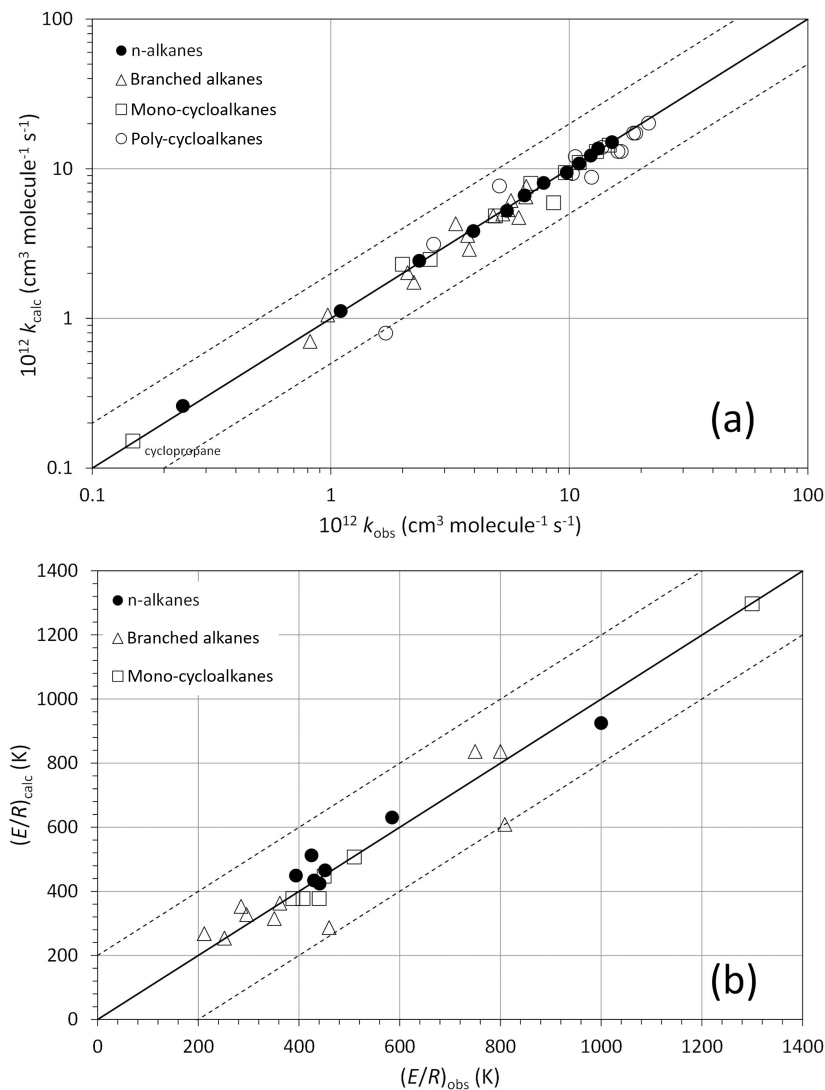 100
n-alkanes
Branched alkanes
Mono-cycloalkanes
Poly-cycloalkanes
10
10¹² k_calc (cm³ molecule⁻¹ s⁻¹)
1
(a)
cyclopropane
0.1
0.1 1 10 100
10¹² k_obs (cm³ molecule⁻¹ s⁻¹)
1400
n-alkanes
Branched alkanes
1200
Mono-cycloalkanes
1000
800
(E/R)_calc (K)
600
400
200
(b)
0
0 200 400 600 800 1000 1200 1400
(E/R)_obs (K)